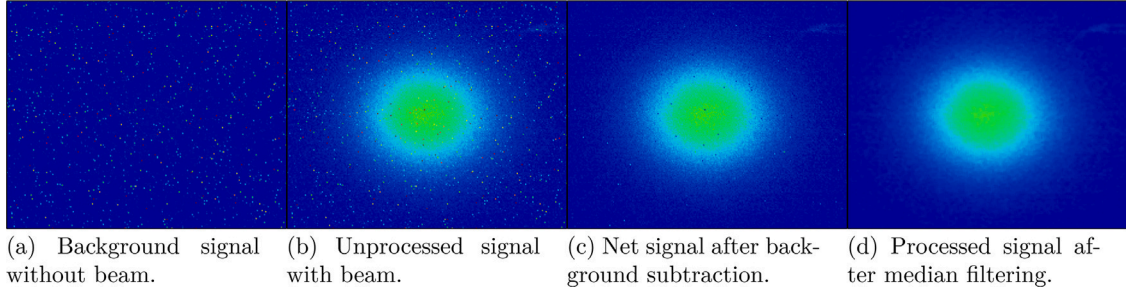 (a) Background signal
without beam.
(b) Unprocessed signal
with beam.
(c) Net signal after back-
ground subtraction.
(d) Processed signal af-
ter median filtering.